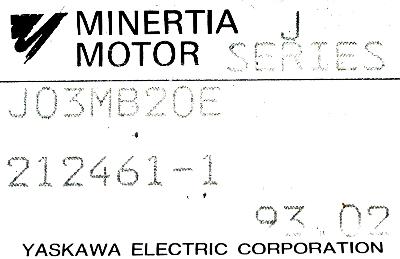 MINERTIA J
MOTOR SERIES
J03MB20E
212461-1
93.02
YASKAWA ELECTRIC CORPORATION